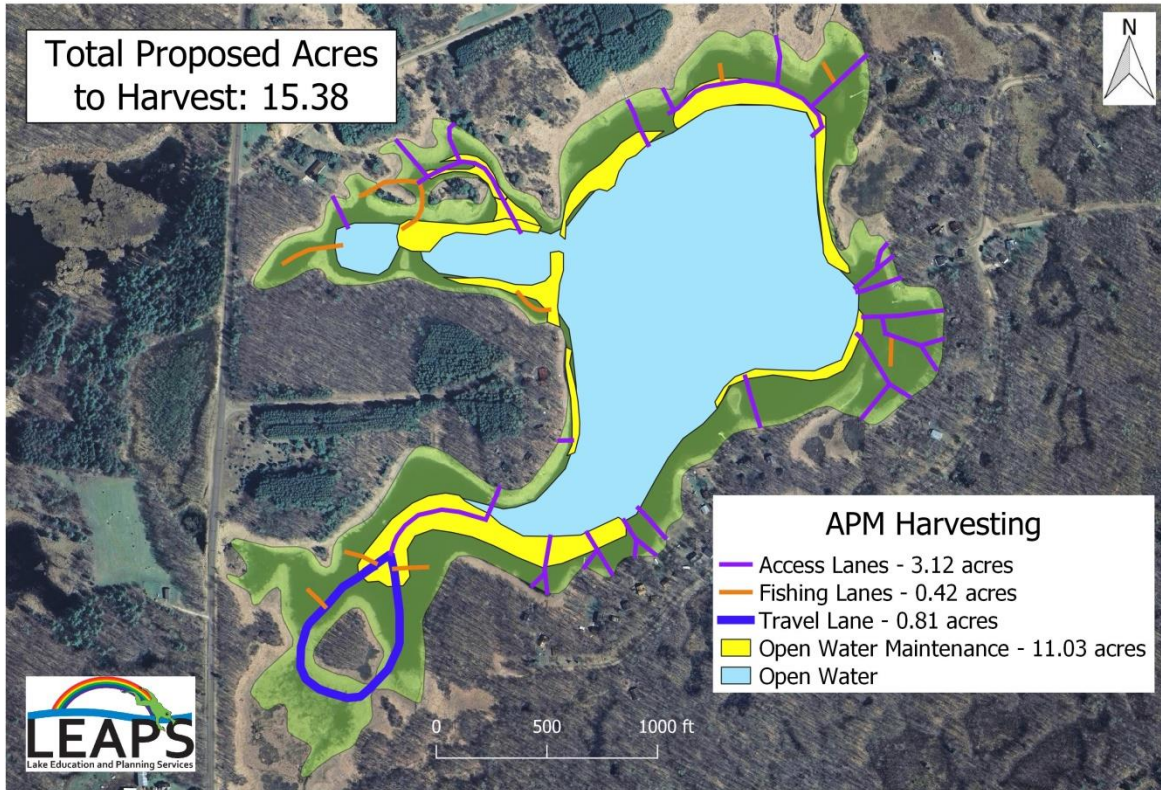 Total Proposed Acres
to Harvest: 15.38
N
APM Harvesting
Access Lanes - 3.12 acres
Fishing Lanes - 0.42 acres
Travel Lane - 0.81 acres
Open Water Maintenance - 11.03 acres
Open Water
LEAPS
Lake Education and Planning Services
0 500 1000 ft